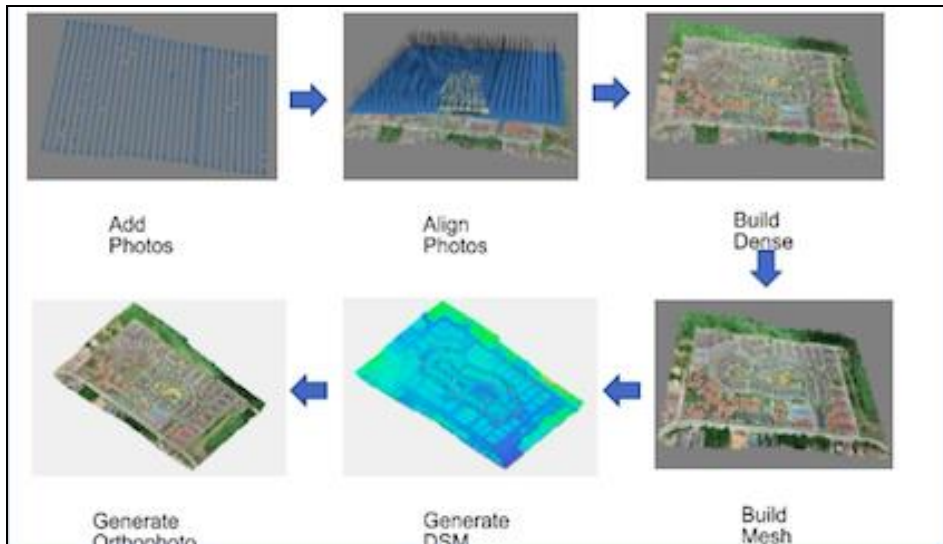 Add
Photos
Align
Photos
Build
Dense
Build
Mesh
Generate
DSM
Generate
Orthophoto